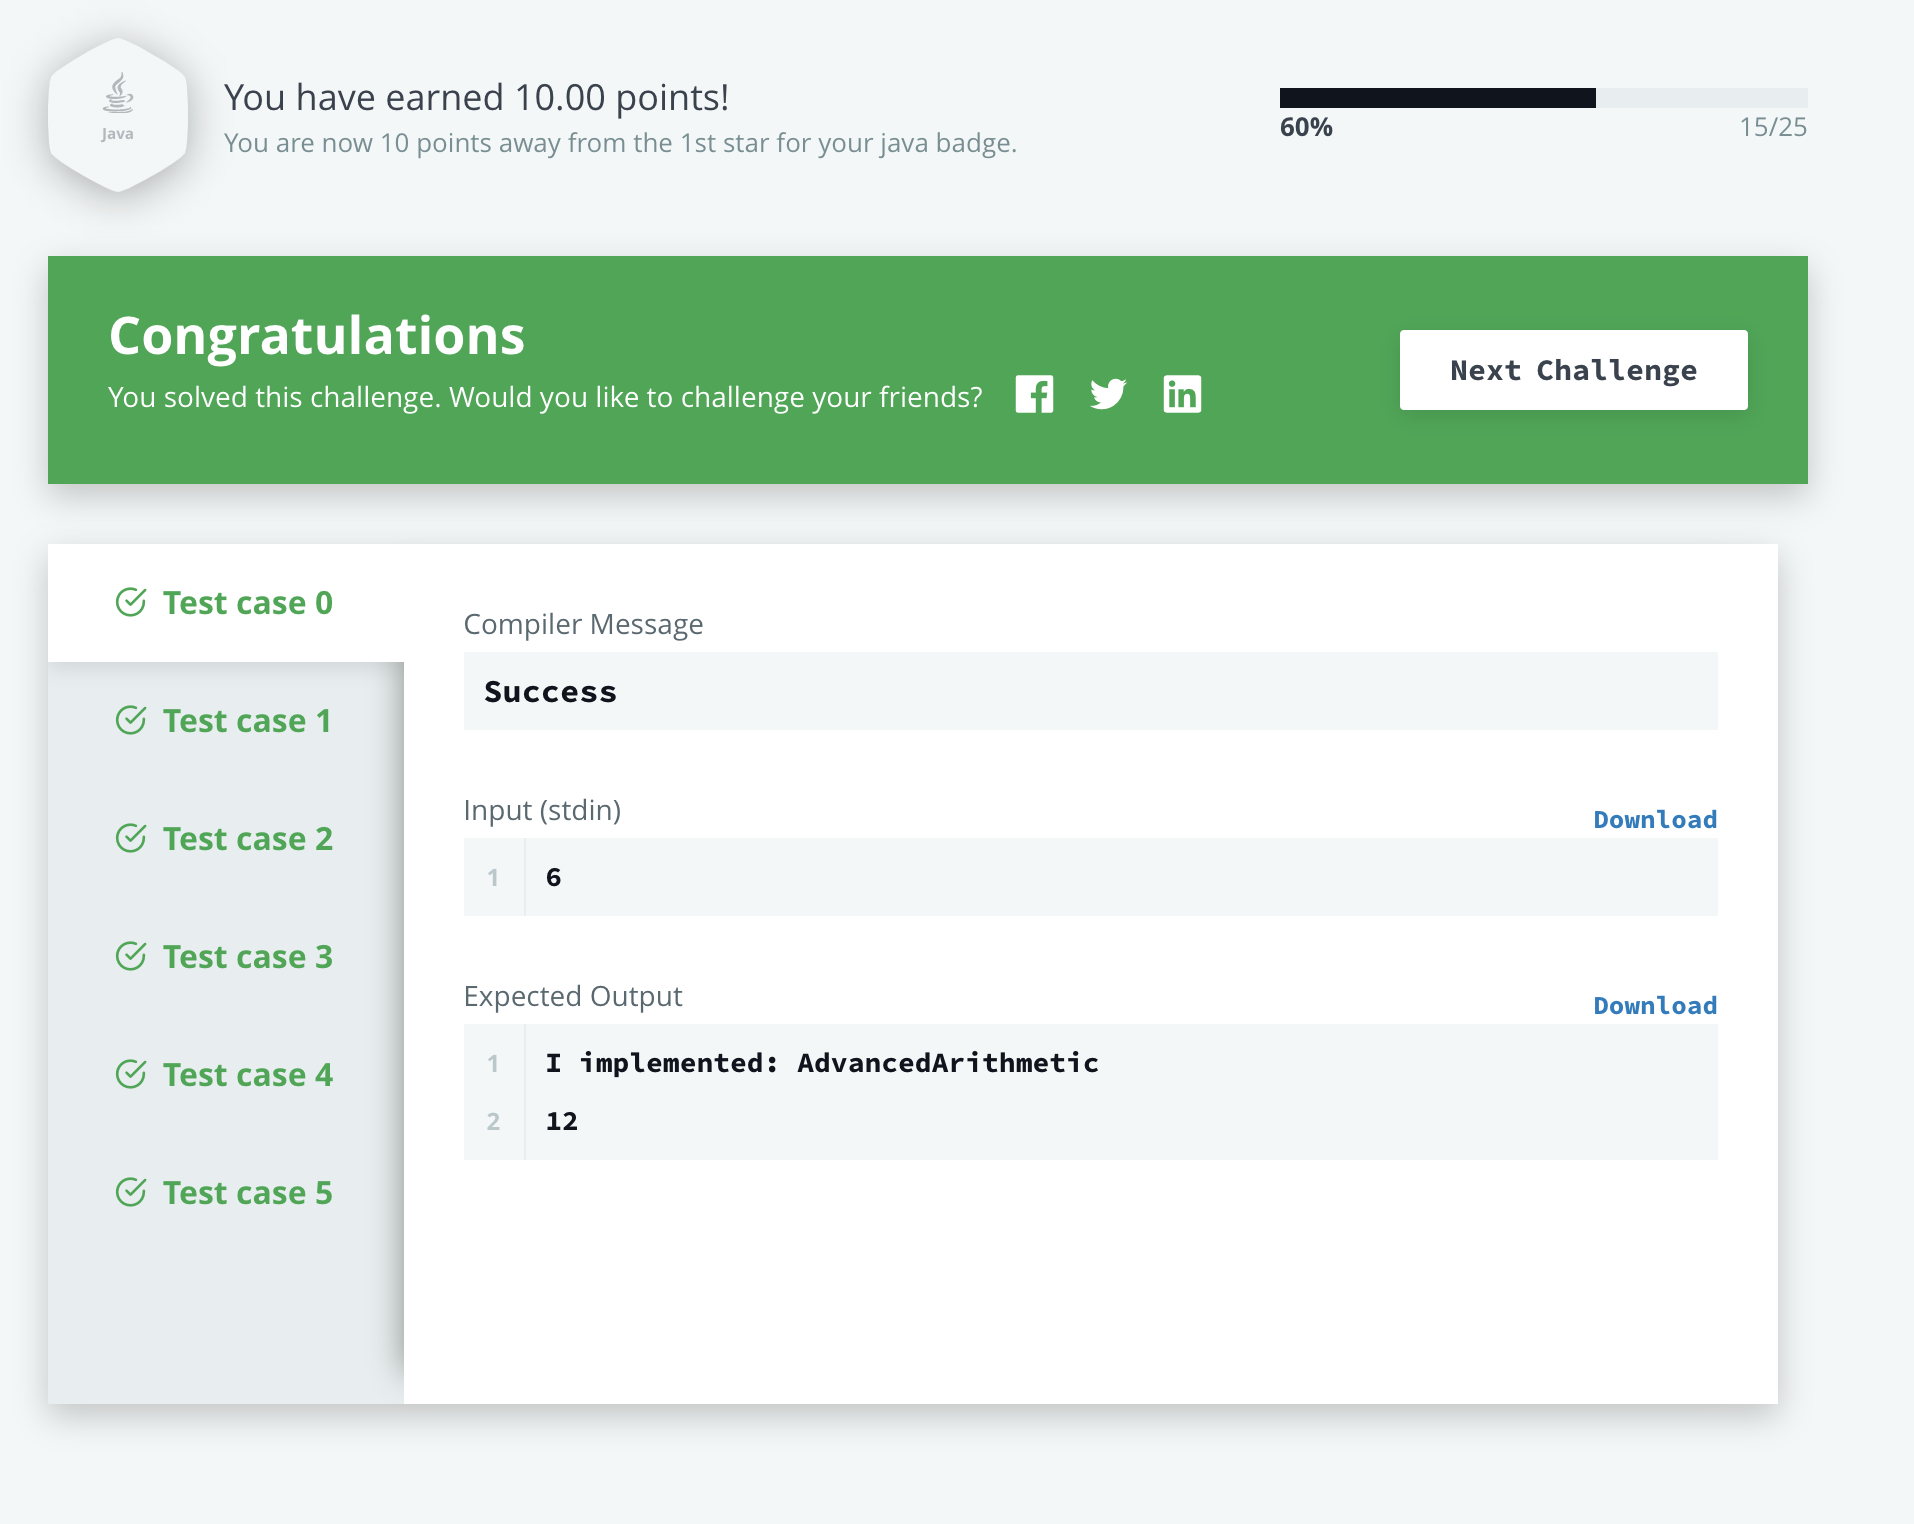 Java
You have earned 10.00 points!
You are now 10 points away from the 1st star for your java badge.
60%
15/25
Congratulations
You solved this challenge. Would you like to challenge your friends?
Next Challenge
Test case 0
Test case 1
Test case 2
Test case 3
Test case 4
Test case 5
Compiler Message
Success
Input (stdin)
Download
1 6
Expected Output
Download
1 I implemented: AdvancedArithmetic
2 12